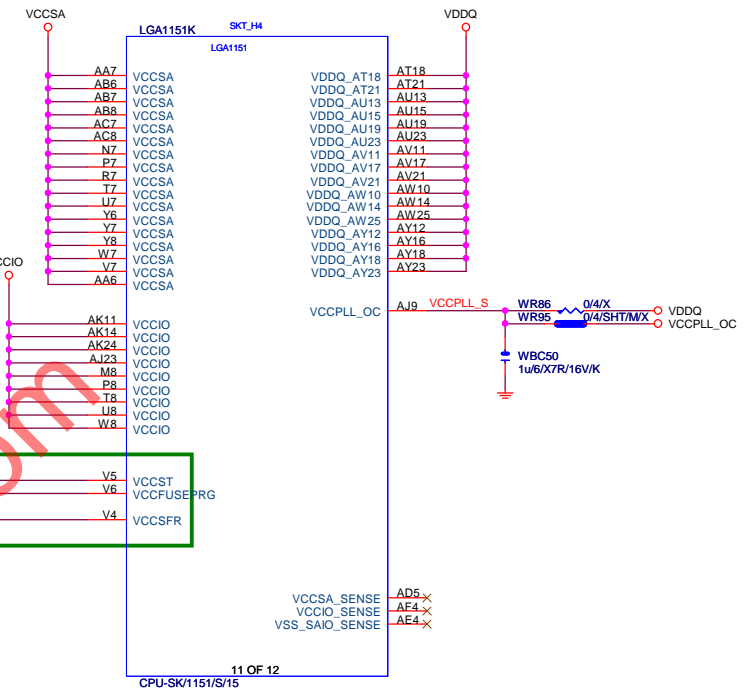 VCCSA
VDDQ
LGA1151K
SKT_H4
LGA1151
AA7 VCCSA VDDQ_AT18 AT18
AB6 VCCSA VDDQ_AT21 AT21
AB7 VCCSA VDDQ_AU13 AU13
AB8 VCCSA VDDQ_AU15 AU15
AC7 VCCSA VDDQ_AU19 AU19
AC8 VCCSA VDDQ_AU23 AU23
N7 VCCSA VDDQ_AV11 AV11
P7 VCCSA VDDQ_AV17 AV17
R7 VCCSA VDDQ_AV21 AV21
T7 VCCSA VDDQ_AW10 AW10
U7 VCCSA VDDQ_AW14 AW14
Y6 VCCSA VDDQ_AW25 AW25
Y7 VCCSA VDDQ_AY12 AY12
Y8 VCCSA VDDQ_AY16 AY16
W7 VCCSA VDDQ_AY18 AY18
V7 VCCSA VDDQ_AY23 AY23
AA6 VCCSA
CCIO
VCCPLL_OC AJ9 VCCPLL_S WR86 0/4/X VDDQ
WR95 0/4/SHT/M/X VCCPLL_OC
AK11 VCCIO
AK14 VCCIO
AK24 VCCIO
AJ23 VCCIO
M8 VCCIO
P8 VCCIO
T8 VCCIO
U8 VCCIO
W8 VCCIO
WBC50
1u/6/X7R/16V/K
om
V5 VCCST
V6 VCCFUSEPRG
V4 VCCSFR
VCCSA_SENSE AD5
VCCIO_SENSE AF4
VSS_SAIO_SENSE AE4
11 OF 12
CPU-SK/1151/S/15